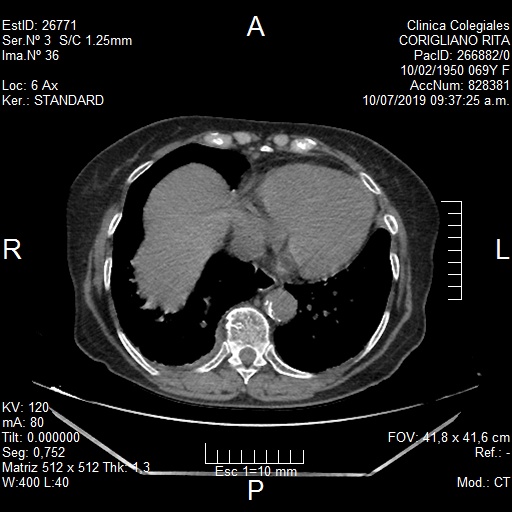 EstID: 26771
Ser.Nº 3 S/C 1.25mm
Ima.Nº 36
Loc: 6 Ax
Ker.: STANDARD
A
Clinica Colegiales
CORIGLIANO RITA
PacID: 266882/0
10/02/1950 069Y F
AccNum: 828381
10/07/2019 09:37:25 a.m.
R
L
KV: 120
mA: 80
Tilt: 0.000000
Seg: 0,752
Matriz 512 x 512 Thk: 1.3
W:400 L:40
Esc 1=10 mm
P
FOV: 41,8 x 41,6 cm
Ref.: -
Mod.: CT